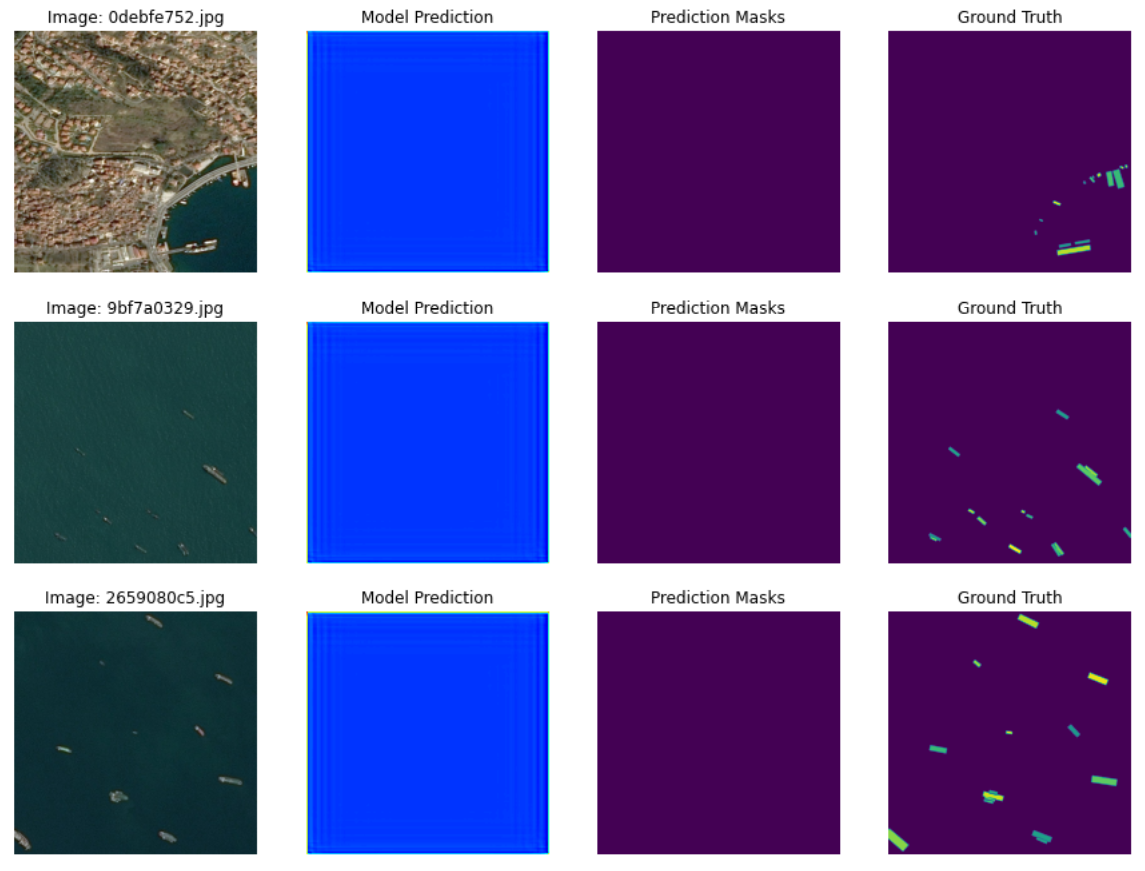 Image: 0debfe752.jpg Model Prediction Prediction Masks Ground Truth
Image: 9bf7a0329.jpg Model Prediction Prediction Masks Ground Truth
Image: 2659080c5.jpg Model Prediction Prediction Masks Ground Truth